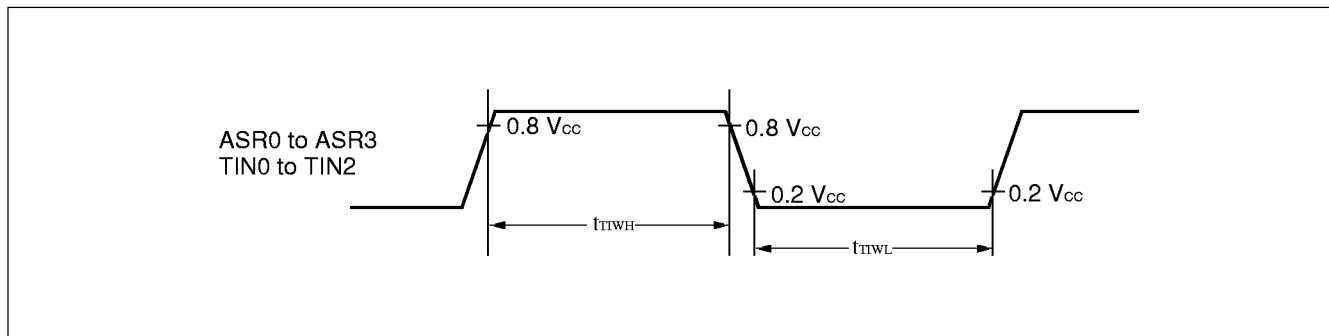 ASR0 to ASR3
TIN0 to TIN2
0.8 VCC
0.8 VCC
0.2 VCC
0.2 VCC
tTIWH
tTIWL